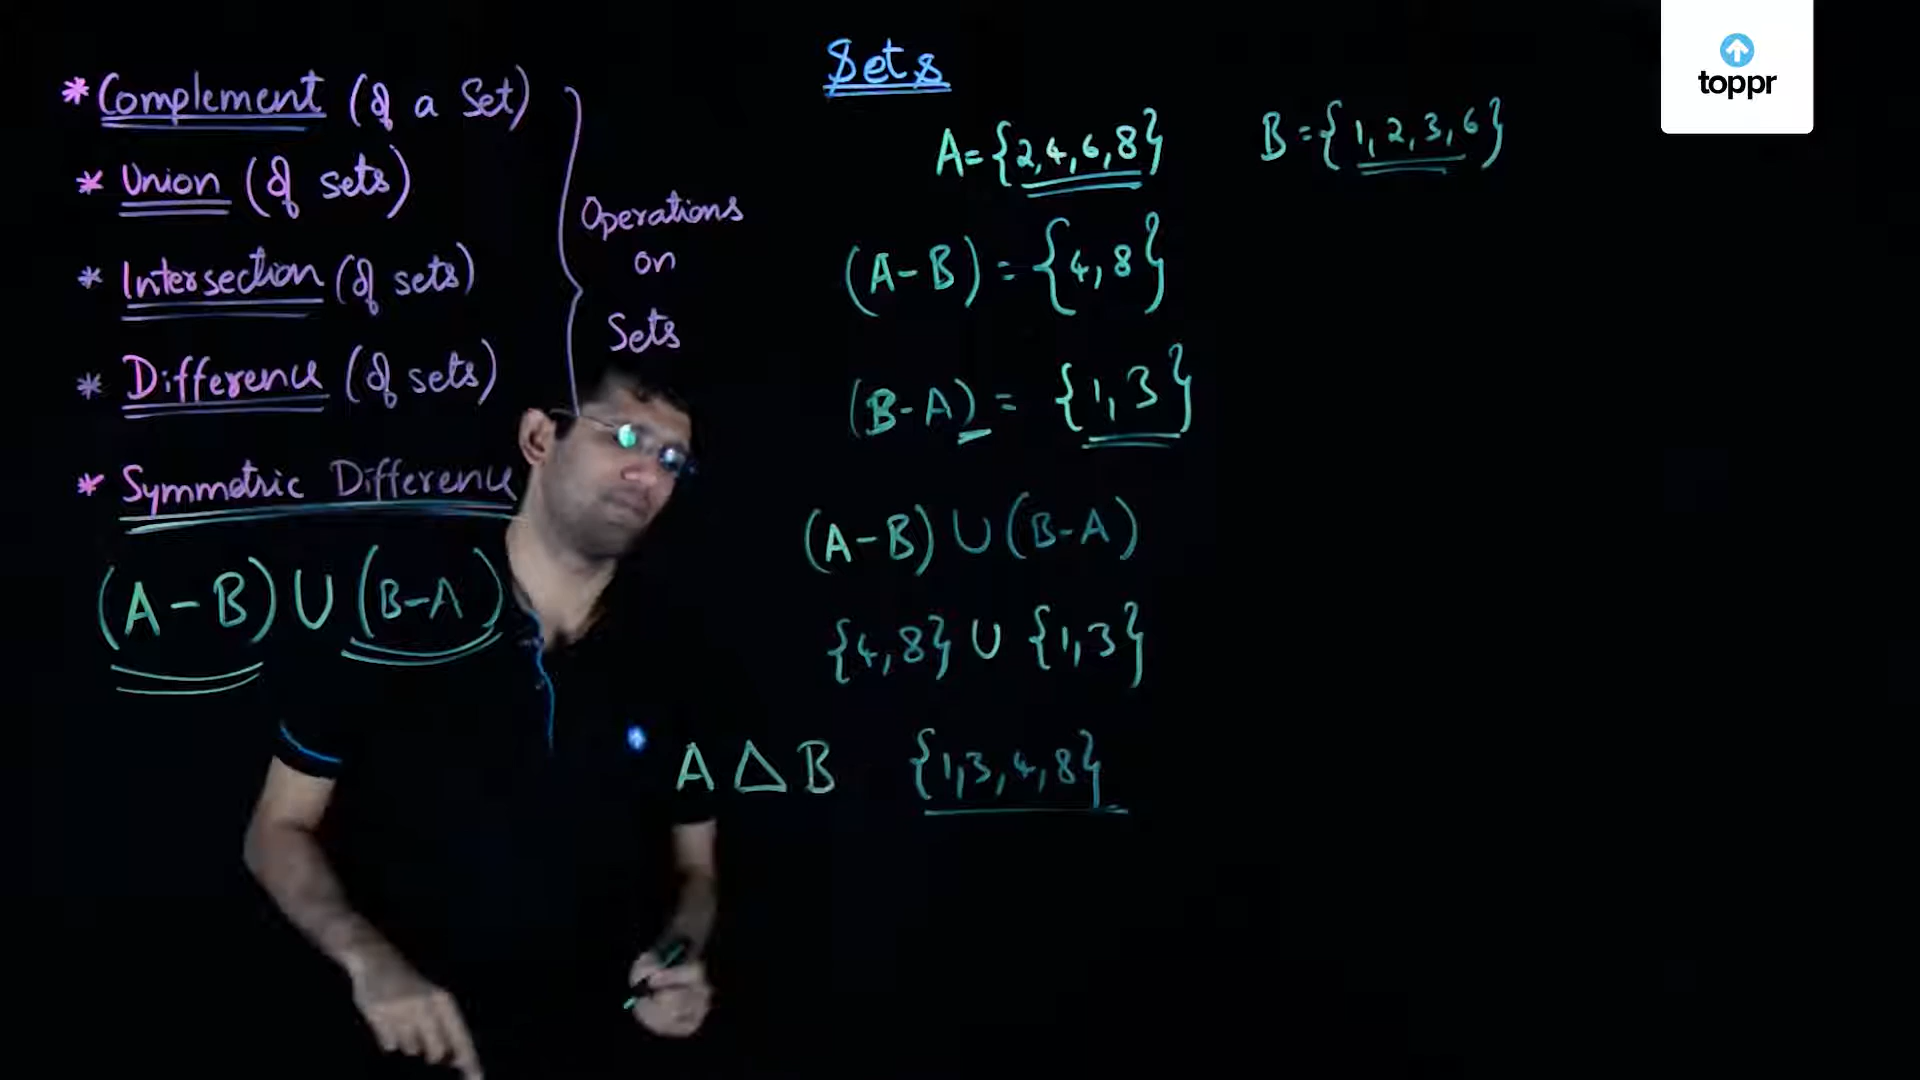 Sets
toppr
* Complement (of a Set)
* Union (of sets)
* Intersection (of sets)
* Difference (of sets)
* Symmetric Difference
(A-B) ∪ (B-A)
Operations
on
Sets
A={2,4,6,8}
B={1,2,3,6}
(A-B) = {4,8}
(B-A) = {1,3}
(A-B) ∪ (B-A)
{4,8} ∪ {1,3}
A △ B {1,3,4,8}